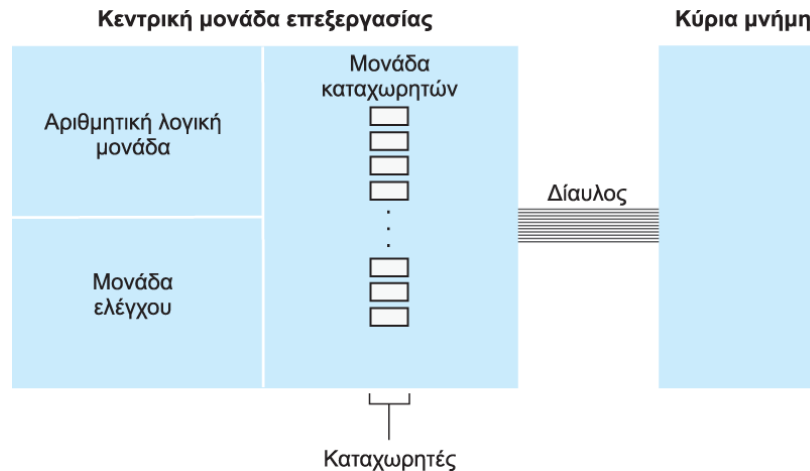 Κεντρική μονάδα επεξεργασίας
Κύρια μνήμη
Μονάδα
καταχωρητών
Αριθμητική λογική
μονάδα
Δίαυλος
Μονάδα
ελέγχου
Καταχωρητές